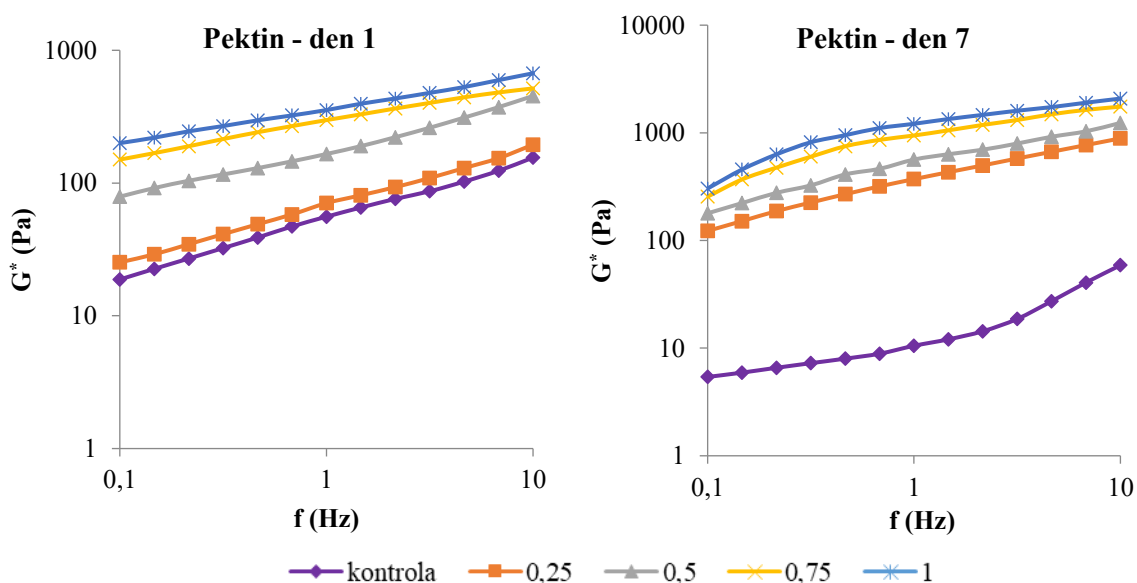 Pektin - den 1
1000
100
10
1
G* (Pa)
0,1
1
10
f (Hz)
Pektin - den 7
10000
1000
100
10
1
G* (Pa)
0,1
1
10
f (Hz)
kontrola 0,25 0,5 0,75 1